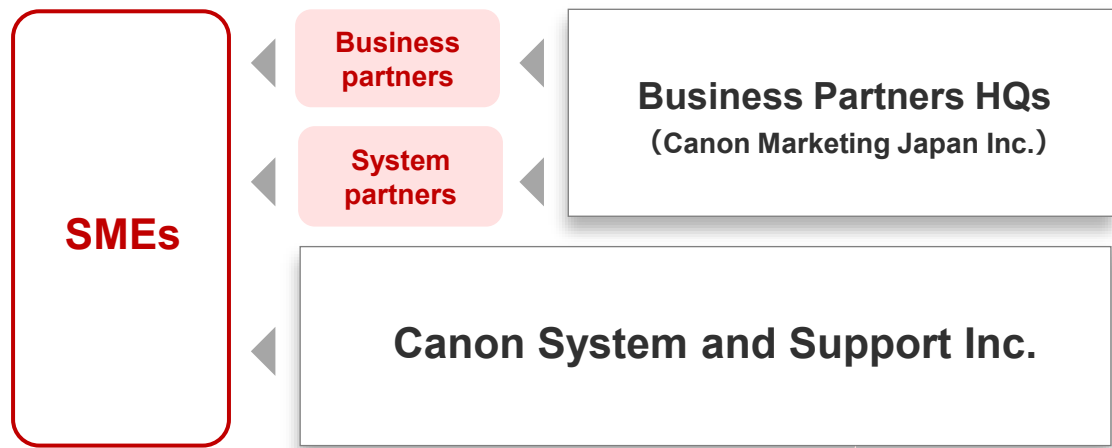 SMEs
Business
partners
System
partners
Business Partners HQs
（Canon Marketing Japan Inc.）
Canon System and Support Inc.